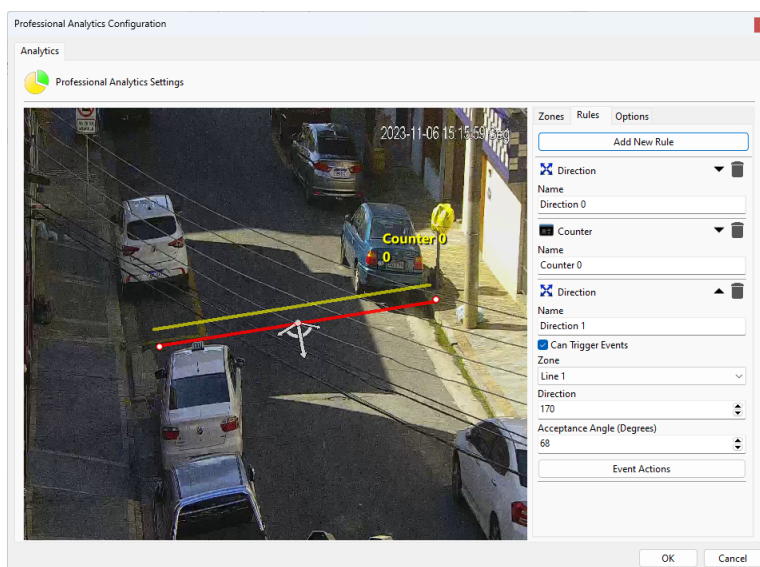 Professional Analytics Configuration
Analytics
Professional Analytics Settings
2023-11-06 15:15:59 Seg
Counter 0
0
Zones Rules Options
Add New Rule
Direction
Name
Direction 0
Counter
Name
Counter 0
Direction
Name
Direction 1
Can Trigger Events
Zone
Line 1
Direction
170
Acceptance Angle (Degrees)
68
Event Actions
OK Cancel